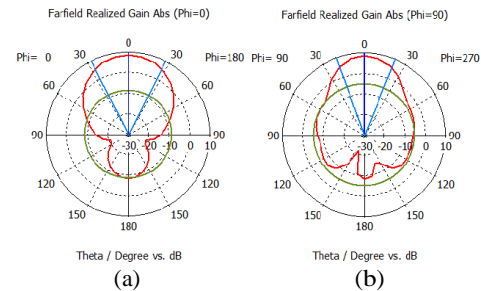 Farfield Realized Gain Abs (Phi=0)
0
30 30
Phi= 0 Phi=180
60 60
90 -30 -20 -10 0 10 90
120 120
150 150
180
Theta / Degree vs. dB
(a)
Farfield Realized Gain Abs (Phi=90)
0
30 30
Phi= 90 Phi=270
60 60
90 -30 -20 -10 0 10 90
120 120
150 150
180
Theta / Degree vs. dB
(b)